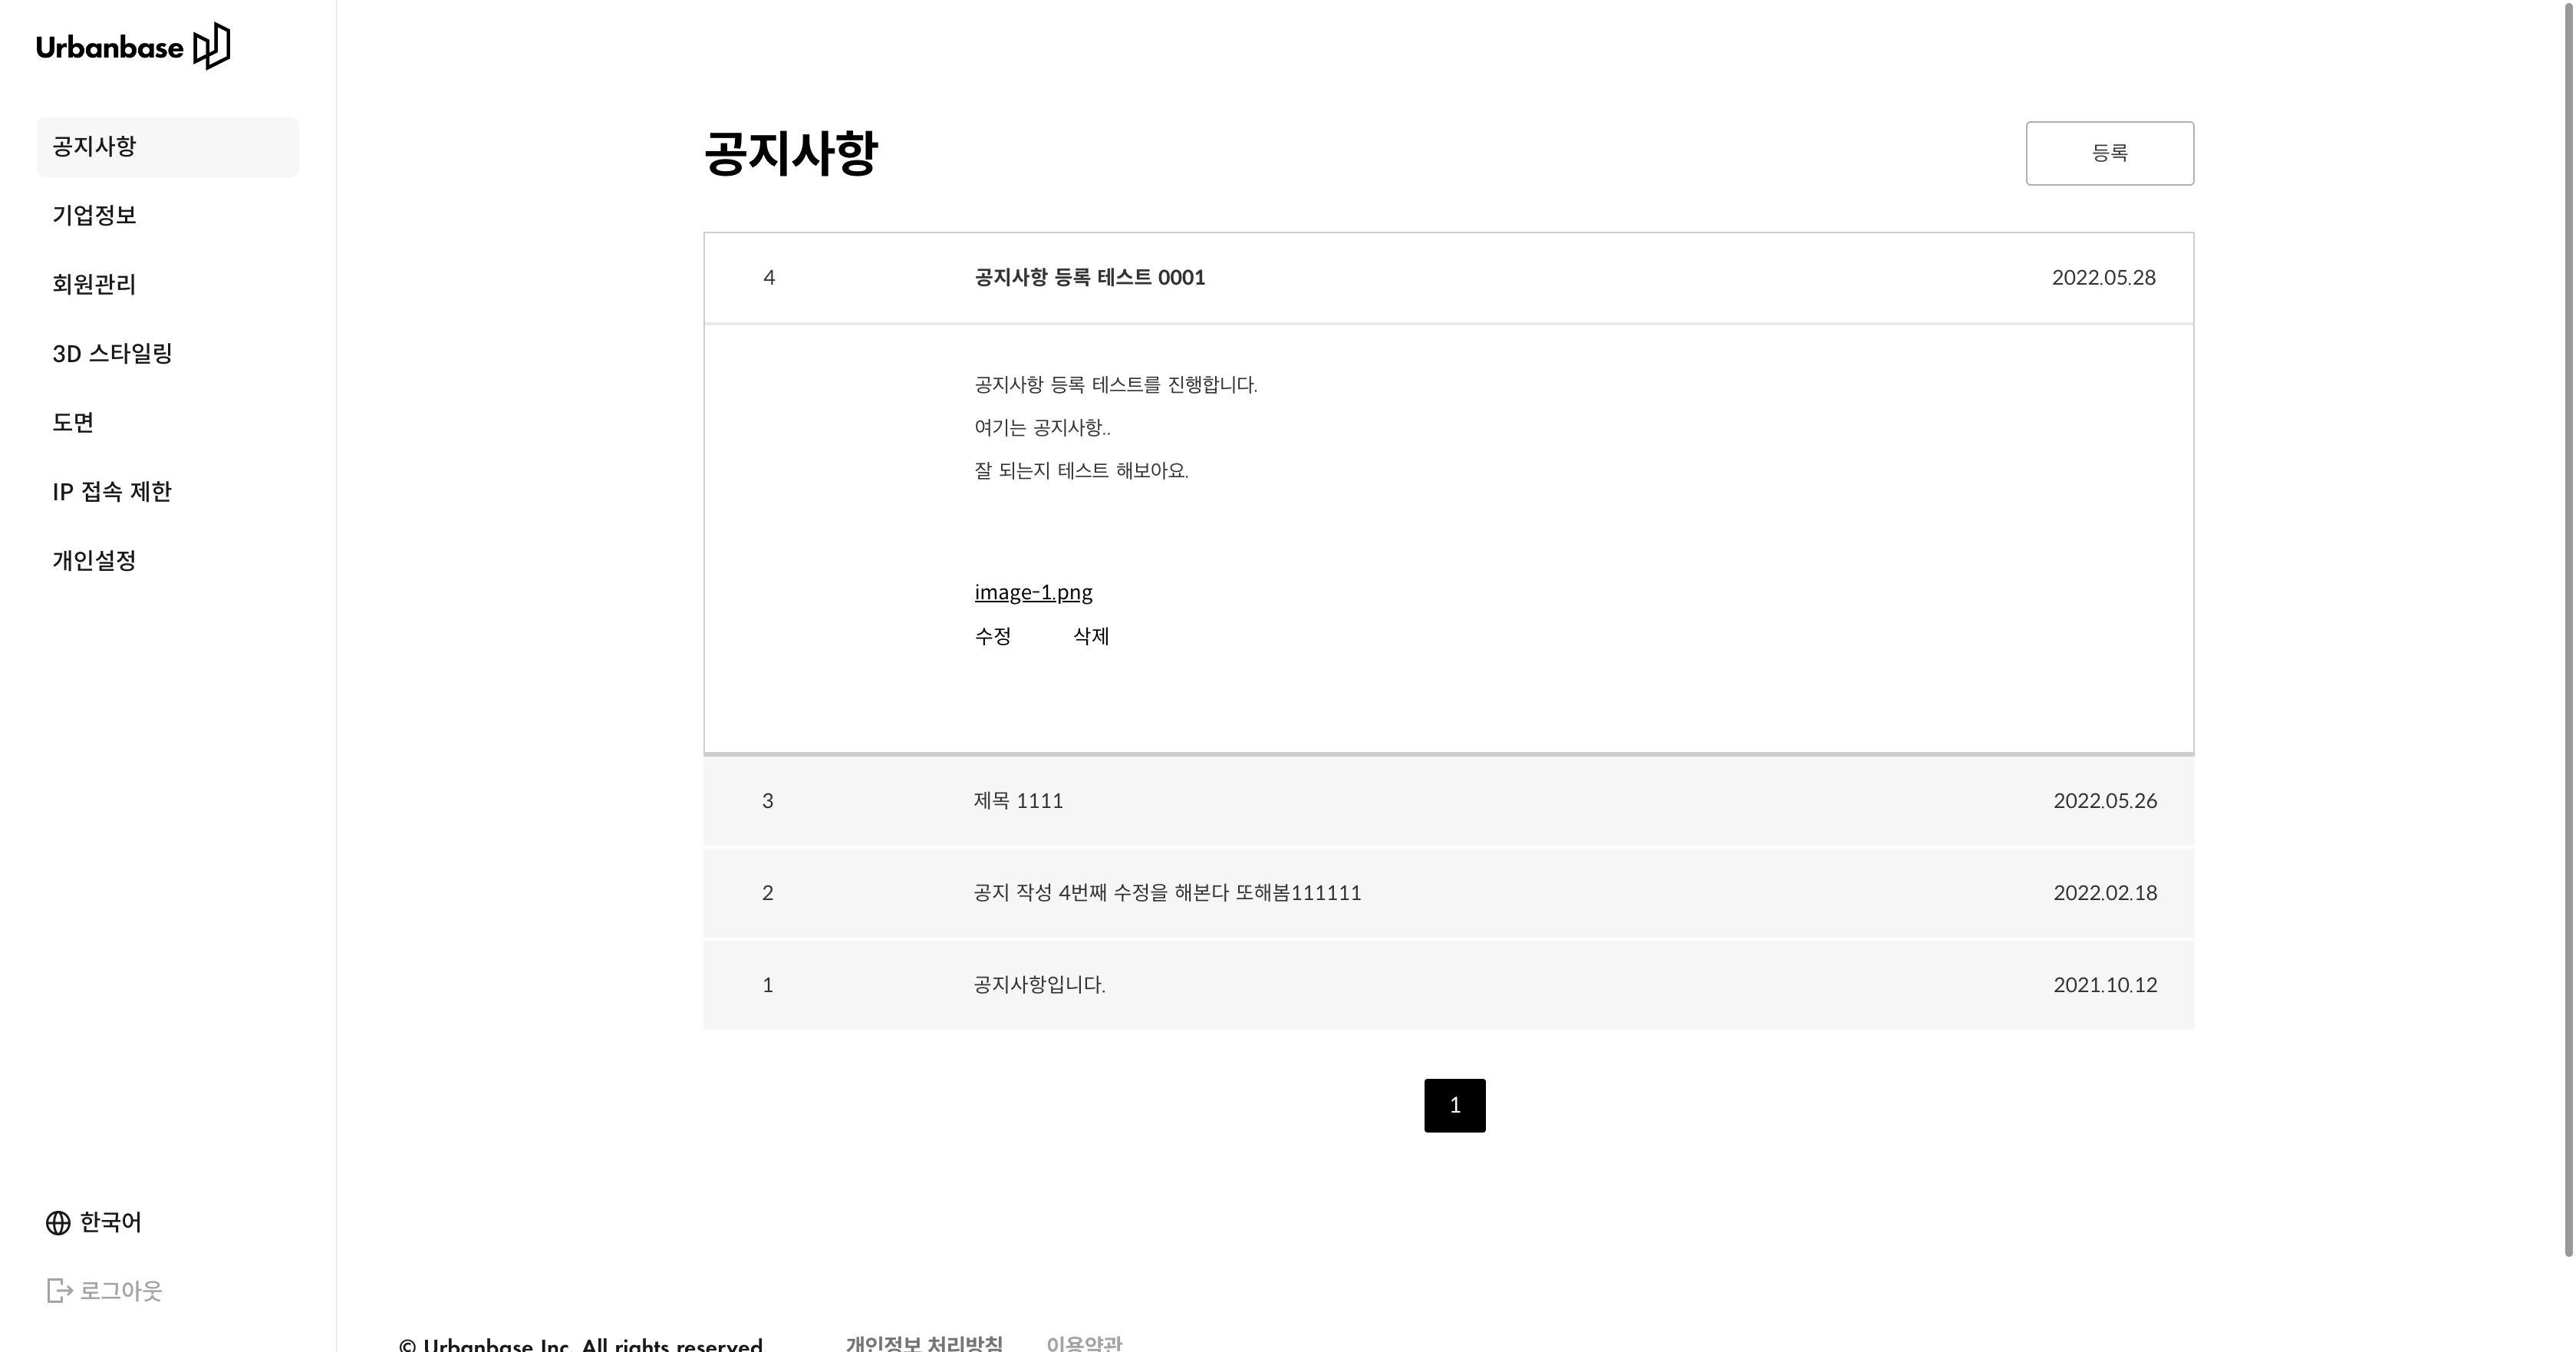 Urbanbase
공지사항
기업정보
회원관리
3D 스타일링
도면
IP 접속 제한
개인설정
한국어
로그아웃
공지사항
등록
4 공지사항 등록 테스트 0001 2022.05.28
공지사항 등록 테스트를 진행합니다.
여기는 공지사항..
잘 되는지 테스트 해보아요.
image-1.png
수정 삭제
3 제목 1111 2022.05.26
2 공지 작성 4번째 수정을 해본다 또해봄111111 2022.02.18
1 공지사항입니다. 2021.10.12
1
© Urbanbase Inc. All rights reserved 개인정보 처리방침 이용약관